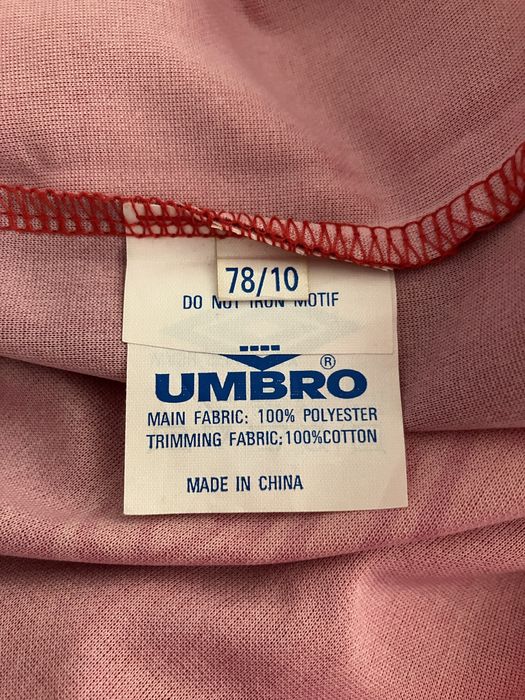 78/10
DO NOT IRON MOTIF
UMBRO ®
MAIN FABRIC: 100% POLYESTER
TRIMMING FABRIC:100%COTTON
MADE IN CHINA